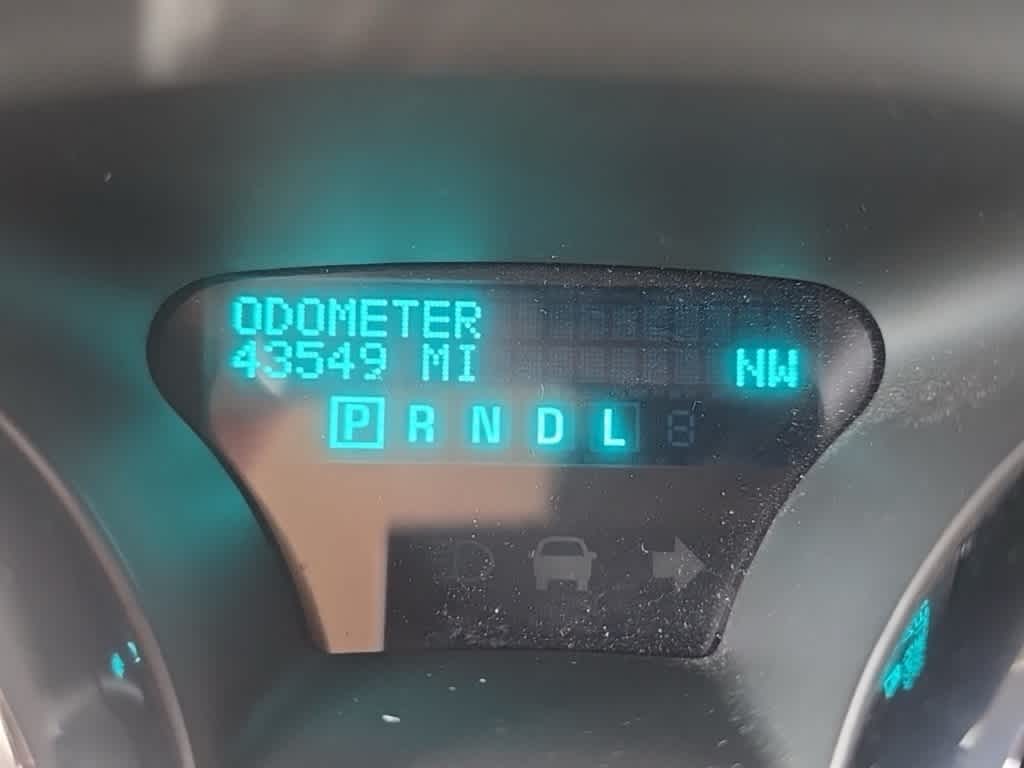 ODOMETER
43549 MI NW
P R N D L